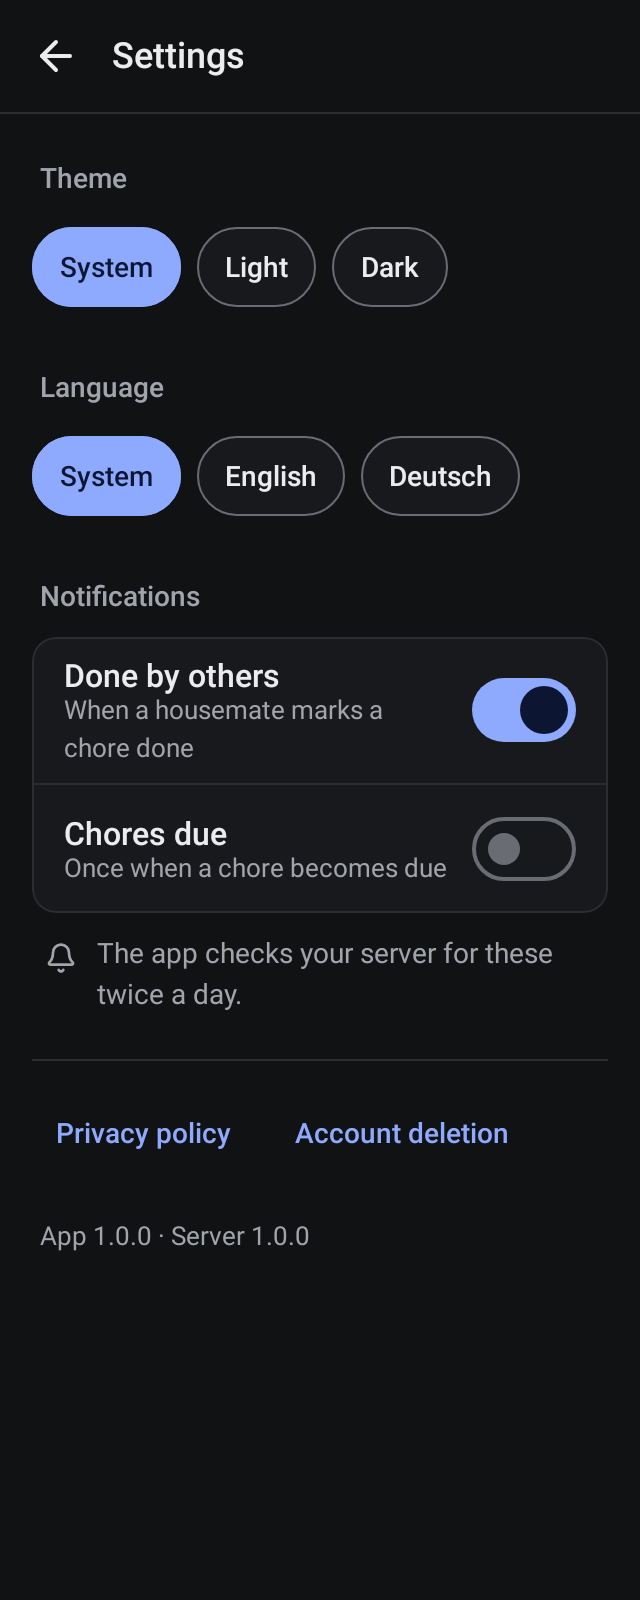 Settings
Theme
System Light Dark
Language
System English Deutsch
Notifications
Done by others
When a housemate marks a
chore done
Chores due
Once when a chore becomes due
The app checks your server for these
twice a day.
Privacy policy Account deletion
App 1.0.0 · Server 1.0.0